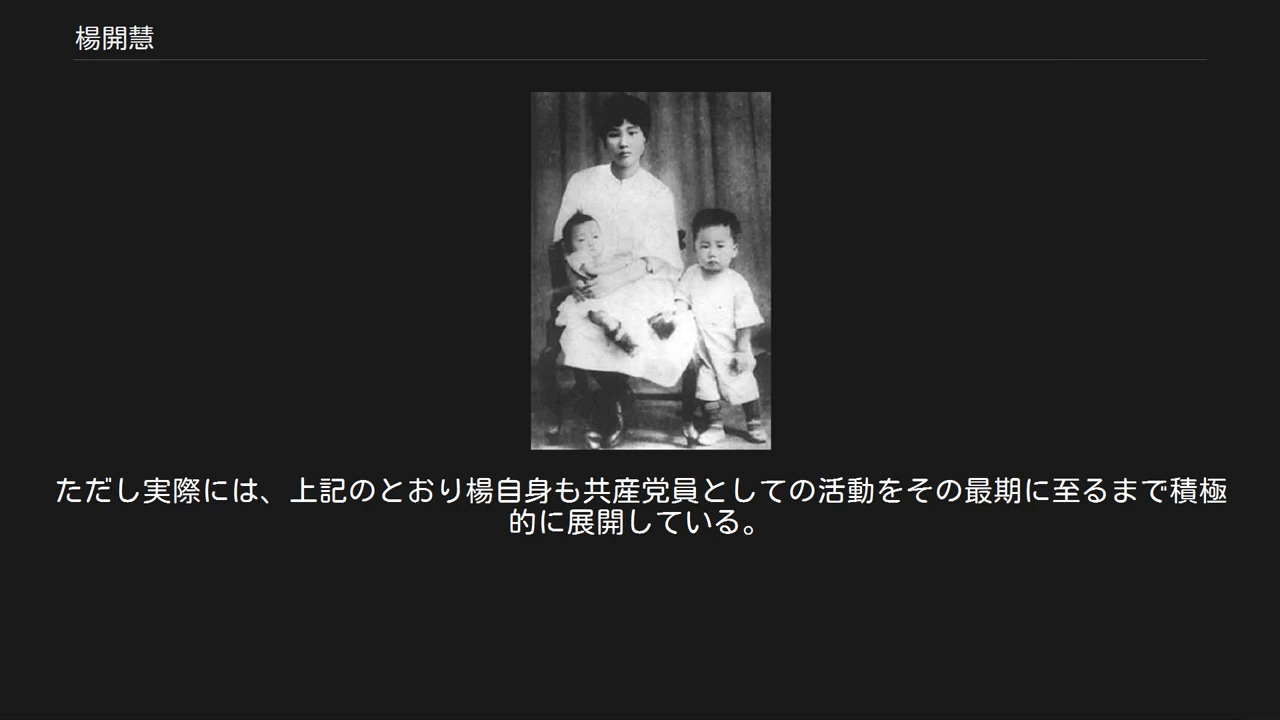 楊開慧
ただし実際には、上記のとおり楊自身も共産党員としての活動をその最期に至るまで積極
的に展開している。